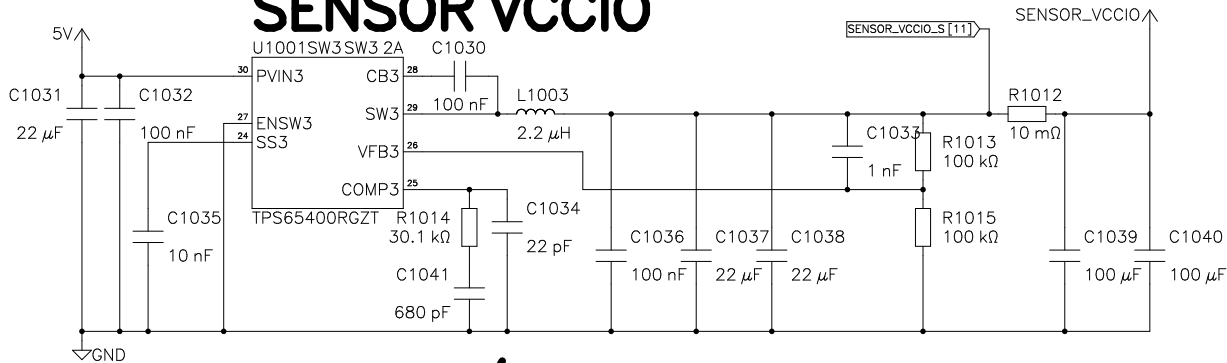 SENSOR VCCIO
SENSOR_VCCIO
SENSOR_VCCIO_S [11]
5V
U1001SW3 SW3 2A
C1030
100 nF
30
PVIN3
CB3
28
C1031
22 µF
C1032
100 nF
27
ENSW3
24
SS3
SW3
29
L1003
2.2 µH
R1012
10 mΩ
VFB3
26
C1033
1 nF
R1013
100 kΩ
COMP3
25
TPS65400RGZT
C1035
10 nF
R1014
30.1 kΩ
C1034
22 pF
R1015
100 kΩ
C1036
100 nF
C1037
22 µF
C1038
22 µF
C1039
100 µF
C1040
100 µF
C1041
680 pF
GND